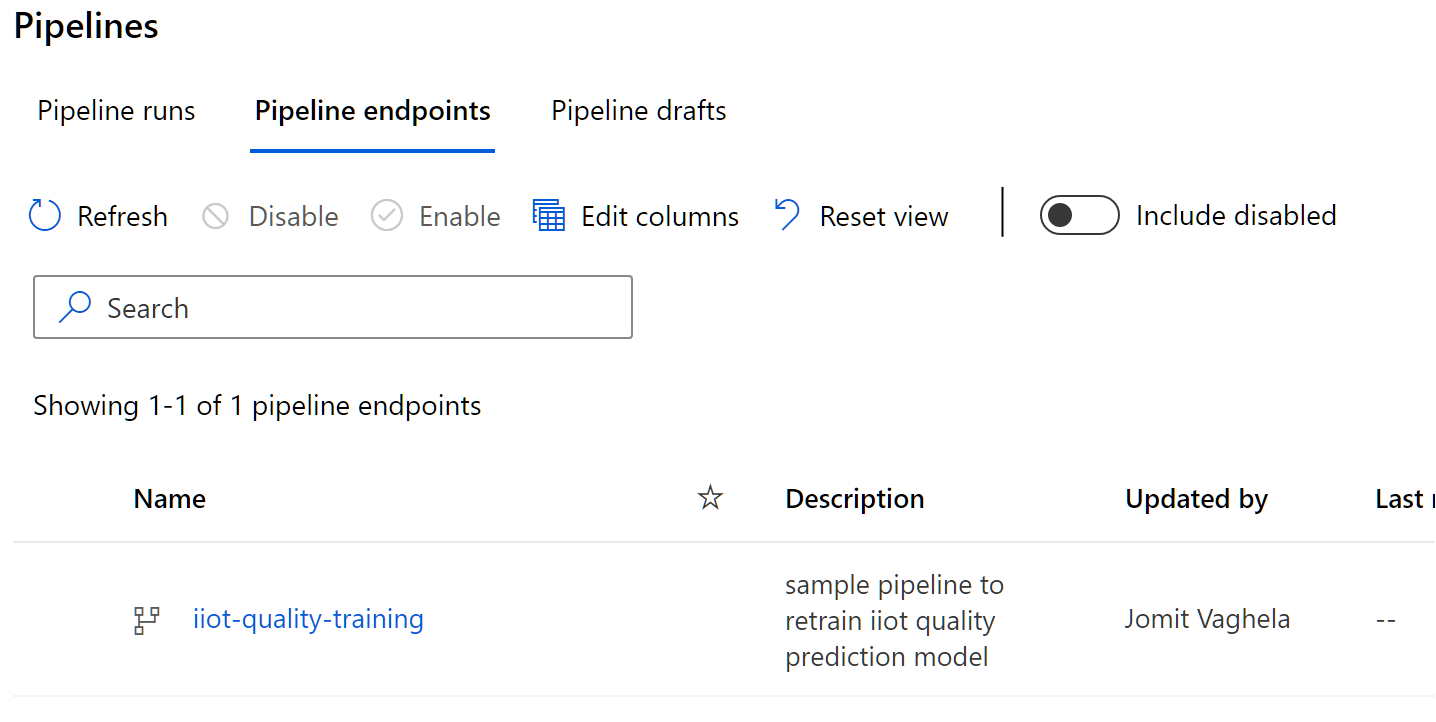 Pipelines
Pipeline runs Pipeline endpoints Pipeline drafts
Refresh Disable Enable Edit columns Reset view Include disabled
Search
Showing 1-1 of 1 pipeline endpoints
Name Description Updated by Last
sample pipeline to
iiot-quality-training retrain iiot quality Jomit Vaghela --
prediction model